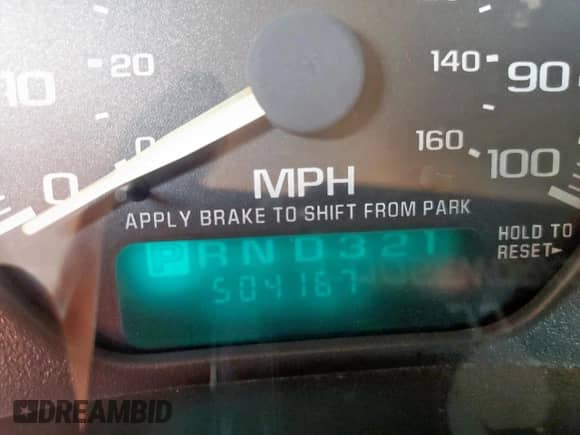 20
140
90
10
0
160
100
0
MPH
APPLY BRAKE TO SHIFT FROM PARK
HOLD TO
RESET
P R N D 3 2 1
504167
DREAMBID